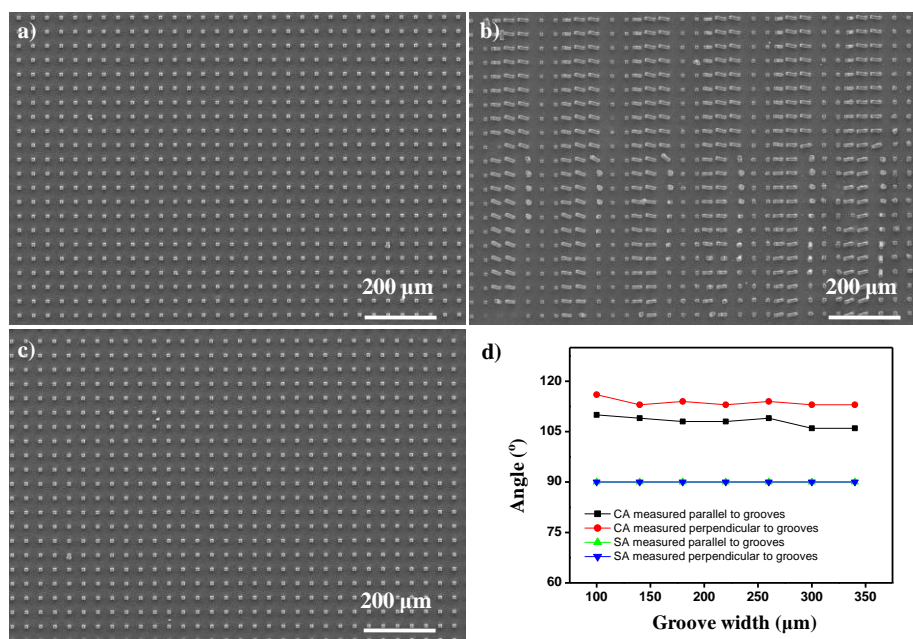 a)
200 μm
b)
200 μm
c)
200 μm
d)
120
105
90
75
60
Angle (°)
CA measured parallel to grooves
CA measured perpendicular to grooves
SA measured parallel to grooves
SA measured perpendicular to grooves
100 150 200 250 300 350
Groove width (μm)